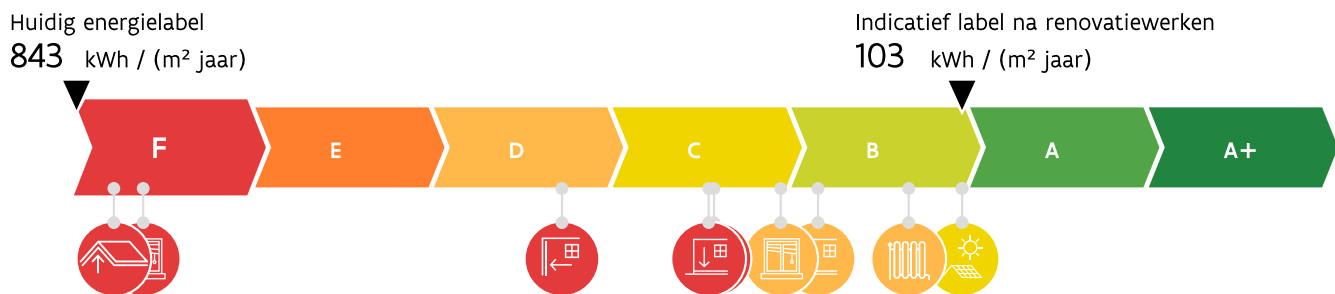 Huidig energielabel
843 kWh / (m² jaar)
Indicatief label na renovatiewerken
103 kWh / (m² jaar)
F E D C B A A+